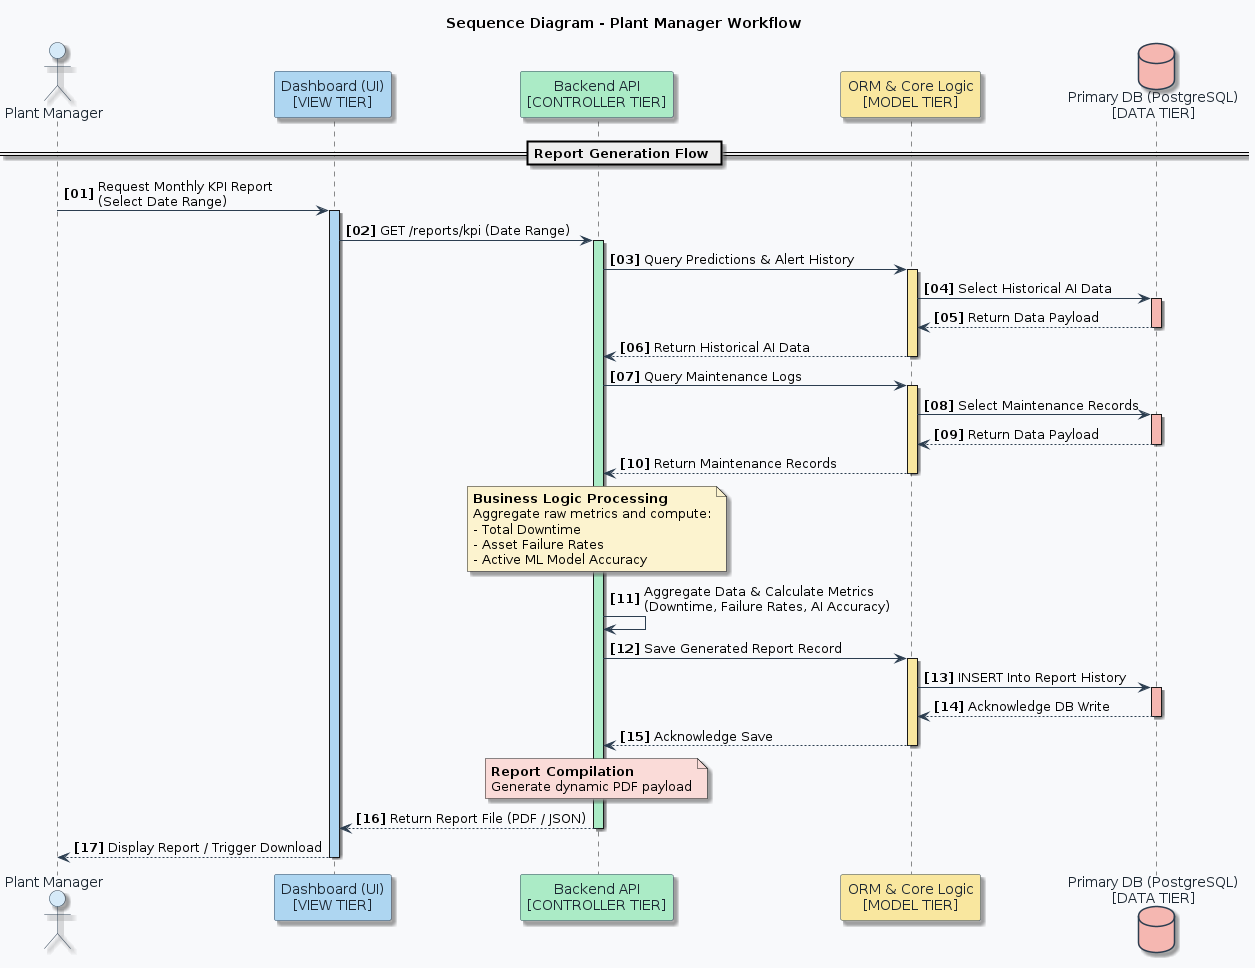 Sequence Diagram - Plant Manager Workflow
Plant Manager
Dashboard (UI)
[VIEW TIER]
Backend API
[CONTROLLER TIER]
ORM & Core Logic
[MODEL TIER]
Primary DB (PostgreSQL)
[DATA TIER]
Report Generation Flow
[01] Request Monthly KPI Report
(Select Date Range)
[02] GET /reports/kpi (Date Range)
[03] Query Predictions & Alert History
[04] Select Historical AI Data
[05] Return Data Payload
[06] Return Historical AI Data
[07] Query Maintenance Logs
[08] Select Maintenance Records
[09] Return Data Payload
[10] Return Maintenance Records
Business Logic Processing
Aggregate raw metrics and compute:
- Total Downtime
- Asset Failure Rates
- Active ML Model Accuracy
[11] Aggregate Data & Calculate Metrics
(Downtime, Failure Rates, AI Accuracy)
[12] Save Generated Report Record
[13] INSERT Into Report History
[14] Acknowledge DB Write
[15] Acknowledge Save
Report Compilation
Generate dynamic PDF payload
[16] Return Report File (PDF / JSON)
[17] Display Report / Trigger Download
Plant Manager
Dashboard (UI)
[VIEW TIER]
Backend API
[CONTROLLER TIER]
ORM & Core Logic
[MODEL TIER]
Primary DB (PostgreSQL)
[DATA TIER]